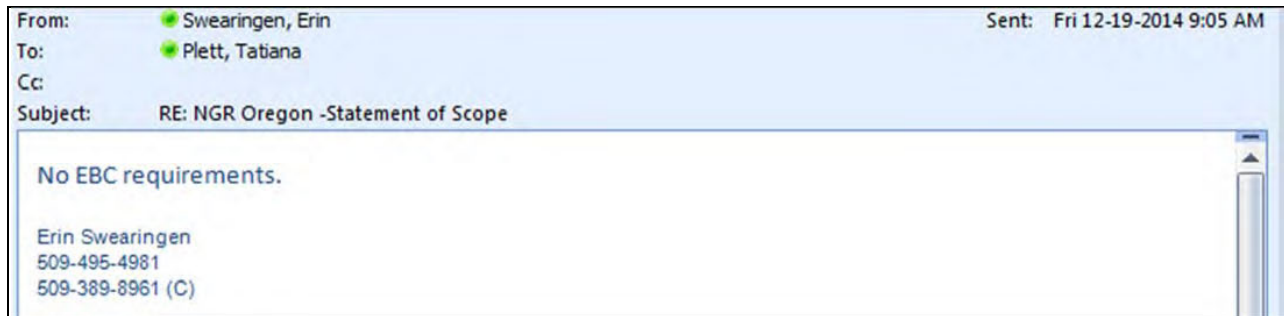 From: Swearingen, Erin Sent: Fri 12-19-2014 9:05 AM
To: Plett, Tatiana
Cc:
Subject: RE: NGR Oregon -Statement of Scope
No EBC requirements.
Erin Swearingen
509-495-4981
509-389-8961 (C)